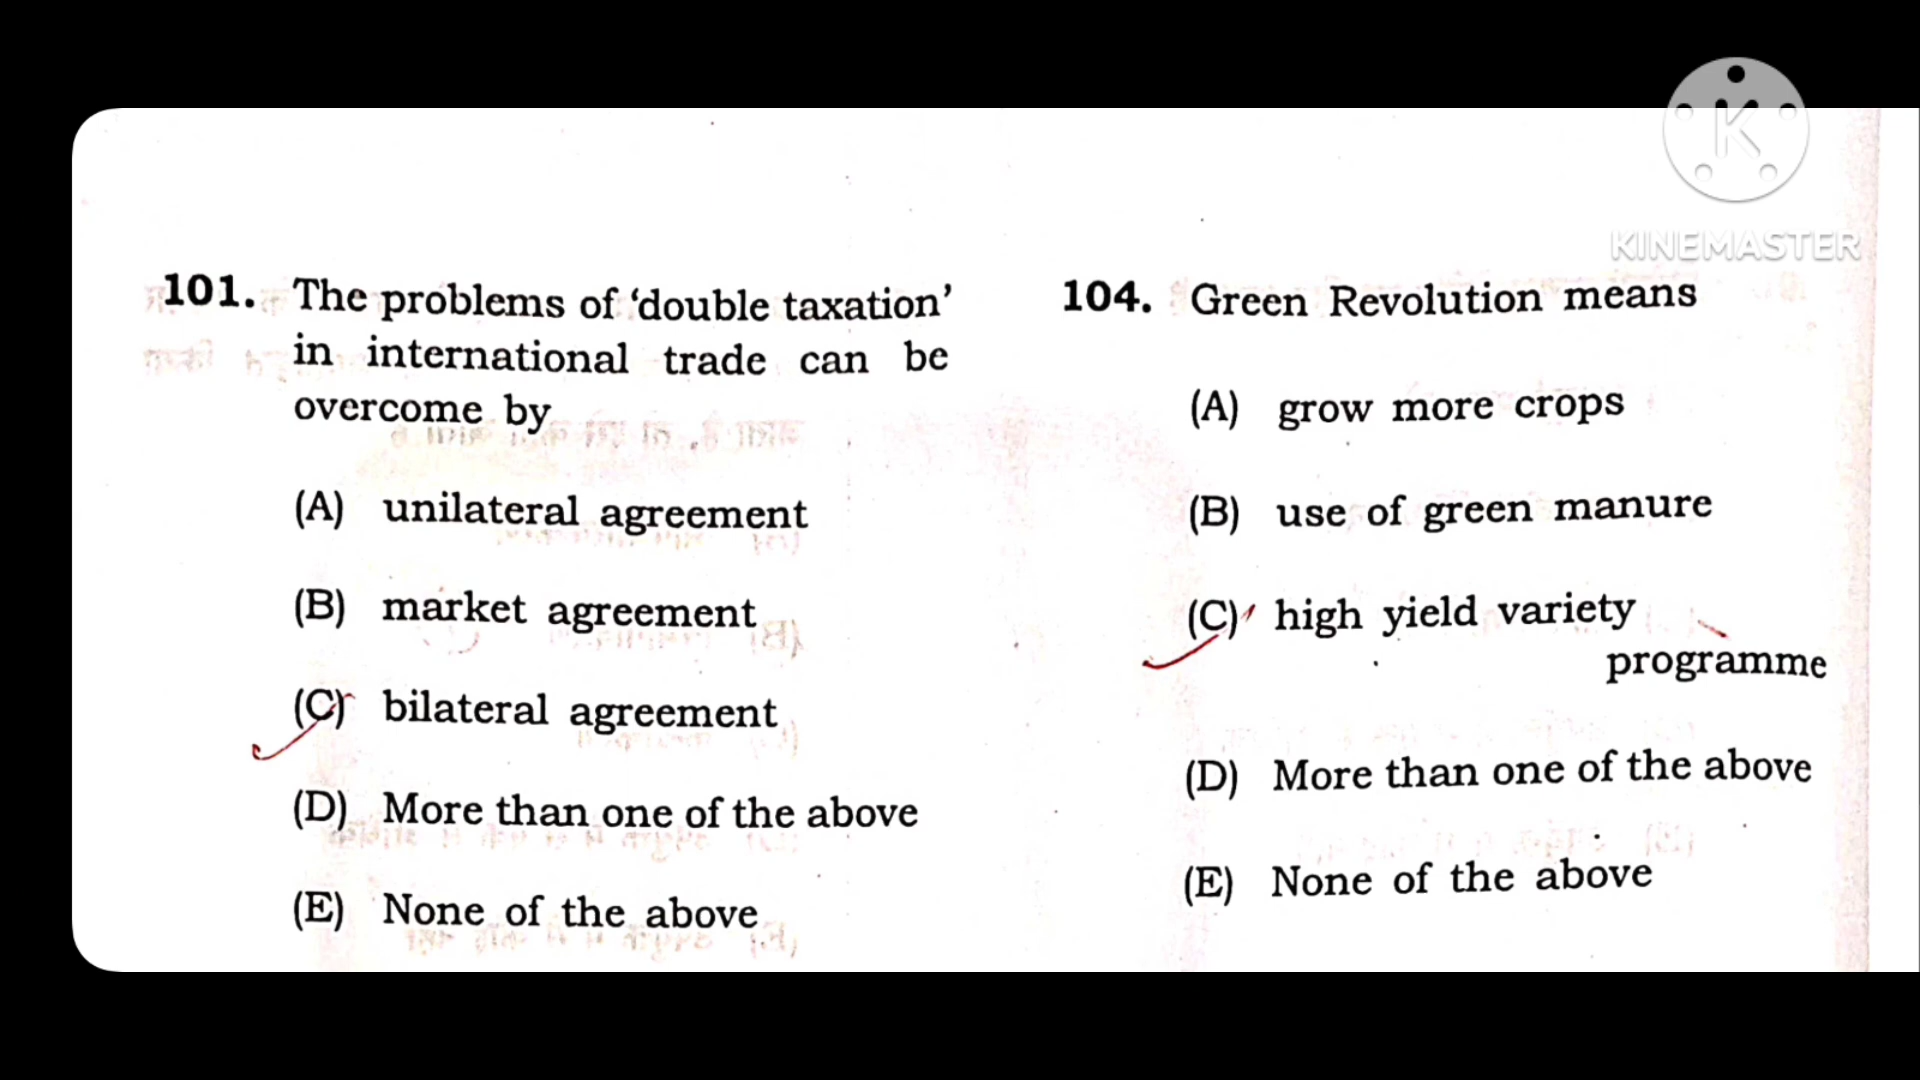 KINEMASTER
101. The problems of ‘double taxation’
in international trade can be
overcome by
(A) unilateral agreement
(B) market agreement
(C) bilateral agreement
(D) More than one of the above
(E) None of the above
104. Green Revolution means
(A) grow more crops
(B) use of green manure
(C) high yield variety
programme
(D) More than one of the above
(E) None of the above